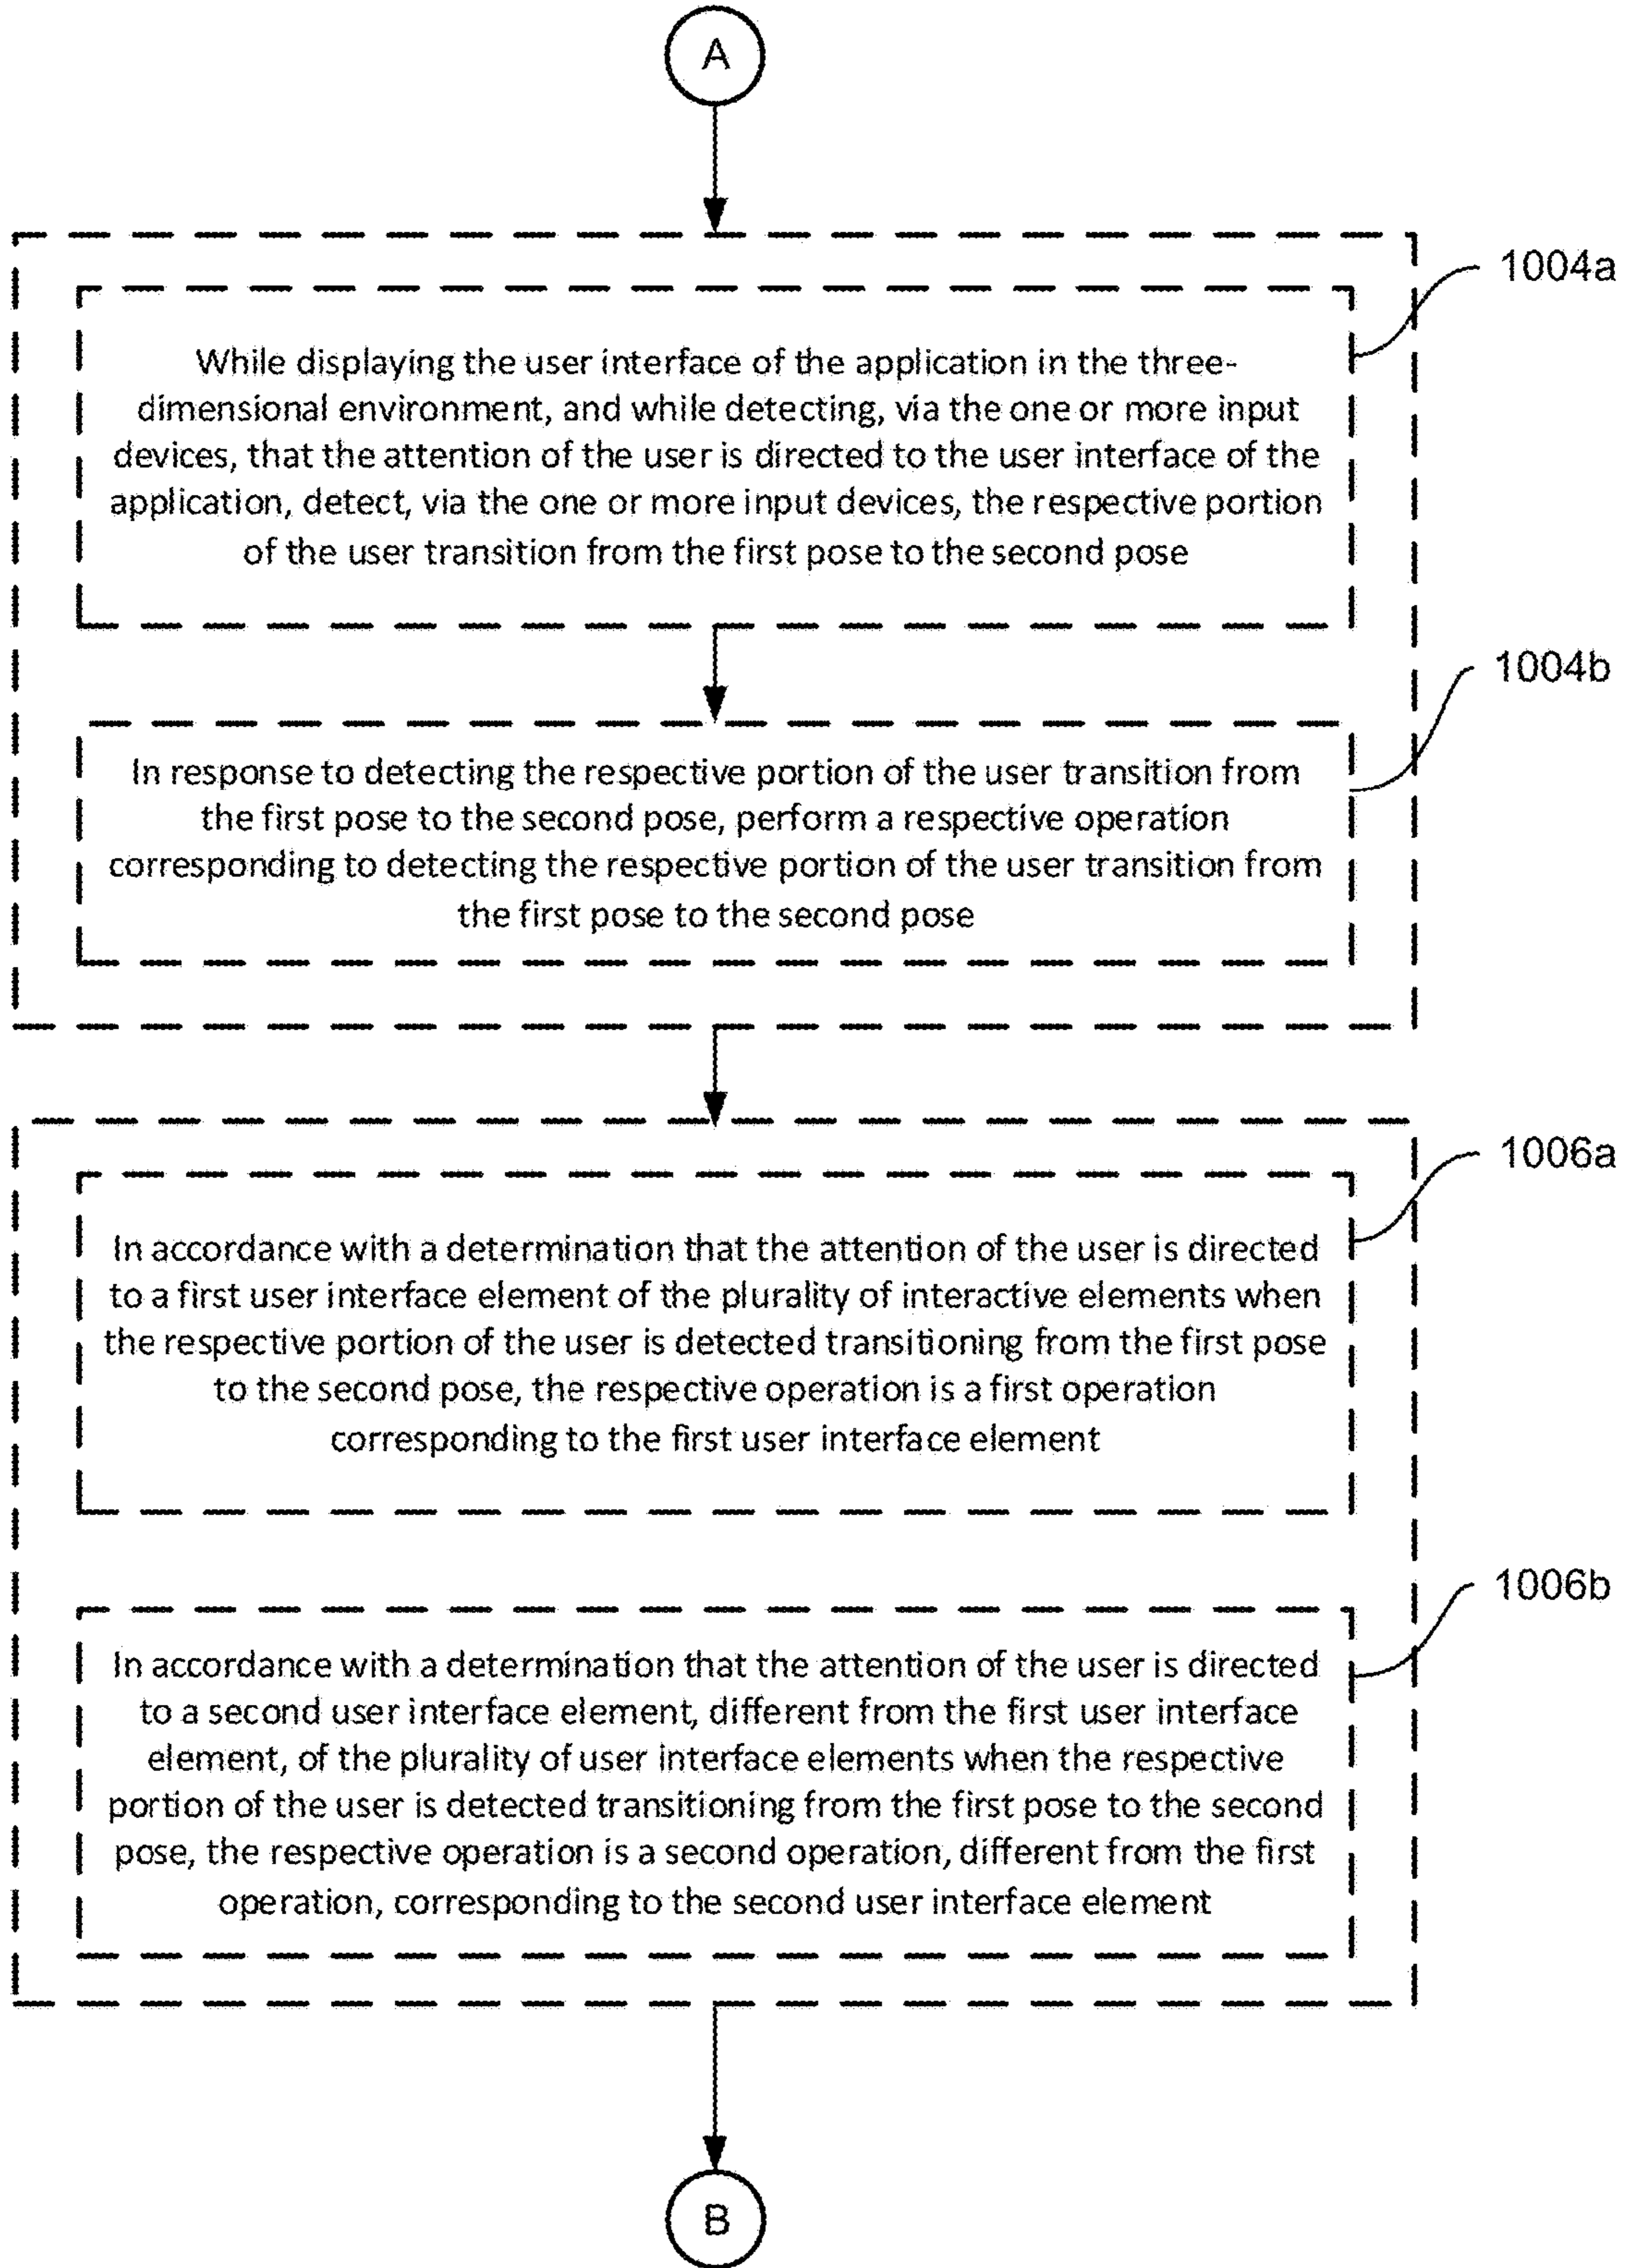 A
1004a
While displaying the user interface of the application in the three-
dimensional environment, and while detecting, via the one or more input
devices, that the attention of the user is directed to the user interface of the
application, detect, via the one or more input devices, the respective portion
of the user transition from the first pose to the second pose
1004b
In response to detecting the respective portion of the user transition from
the first pose to the second pose, perform a respective operation
corresponding to detecting the respective portion of the user transition from
the first pose to the second pose
1006a
In accordance with a determination that the attention of the user is directed
to a first user interface element of the plurality of interactive elements when
the respective portion of the user is detected transitioning from the first pose
to the second pose, the respective operation is a first operation
corresponding to the first user interface element
1006b
In accordance with a determination that the attention of the user is directed
to a second user interface element, different from the first user interface
element, of the plurality of user interface elements when the respective
portion of the user is detected transitioning from the first pose to the second
pose, the respective operation is a second operation, different from the first
operation, corresponding to the second user interface element
B